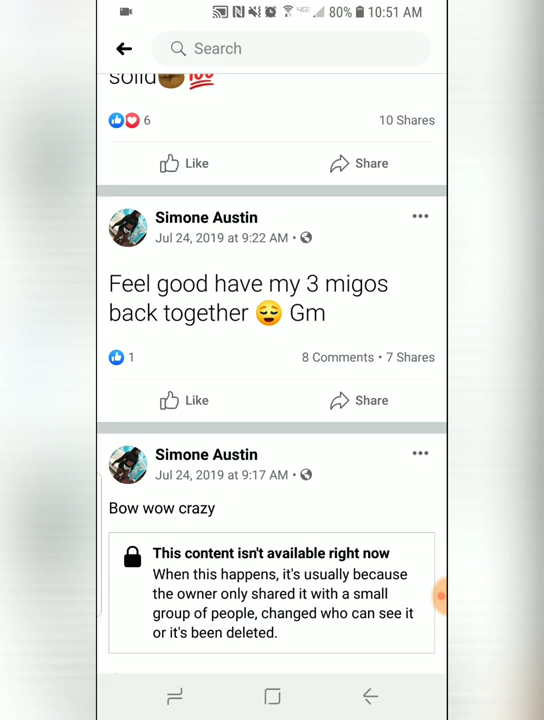 80% 10:51 AM
Search
solid💯
6 10 Shares
Like Share
Simone Austin
Jul 24, 2019 at 9:22 AM •
Feel good have my 3 migos
back together 😌 Gm
1 8 Comments • 7 Shares
Like Share
Simone Austin
Jul 24, 2019 at 9:17 AM •
Bow wow crazy
This content isn't available right now
When this happens, it's usually because
the owner only shared it with a small
group of people, changed who can see it
or it's been deleted.